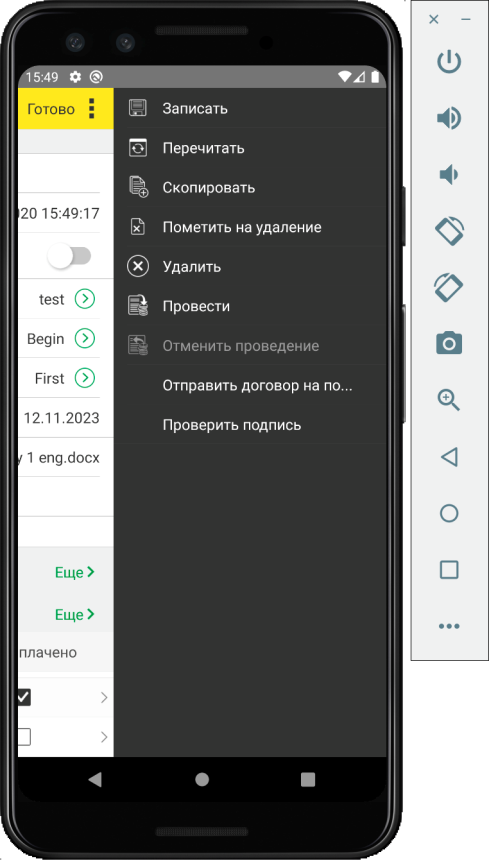 15:49
Готово
020 15:49:17
test
Begin
First
12.11.2023
y 1 eng.docx
Еще
Еще
плачено
Записать
Перечитать
Скопировать
Пометить на удаление
Удалить
Провести
Отменить проведение
Отправить договор на по...
Проверить подпись